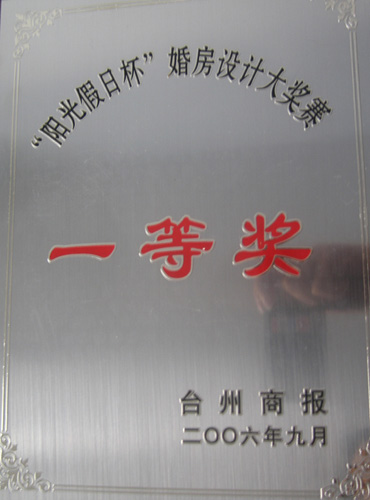 “阳光假日杯”婚房设计大奖赛
一等奖
台州商报
二〇〇六年九月